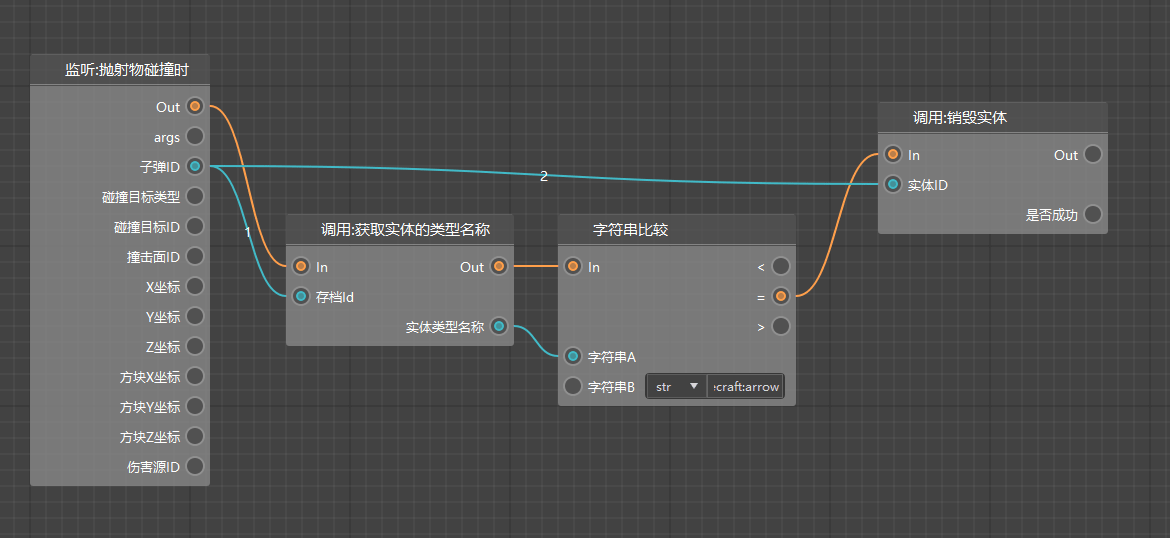 监听:抛射物碰撞时
Out
args
子弹ID
碰撞目标类型
碰撞目标ID
撞击面ID
X坐标
Y坐标
Z坐标
方块X坐标
方块Y坐标
方块Z坐标
伤害源ID
1
2
调用:获取实体的类型名称
In
Out
存档Id
实体类型名称
字符串比较
In
<
=
>
字符串A
字符串B
str
craft:arrow
调用:销毁实体
In
Out
实体ID
是否成功